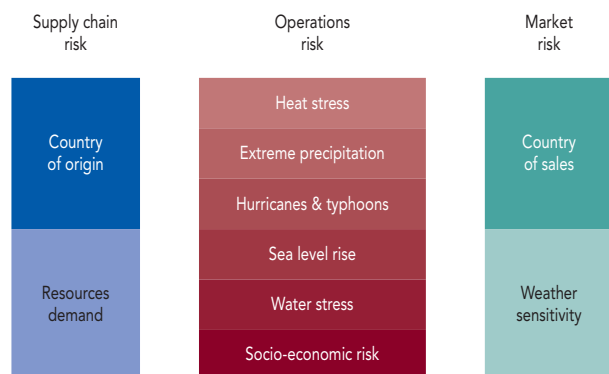 Supply chain
risk
Operations
risk
Market
risk
Country
of origin
Resources
demand
Heat stress
Extreme precipitation
Hurricanes & typhoons
Sea level rise
Water stress
Socio-economic risk
Country
of sales
Weather
sensitivity